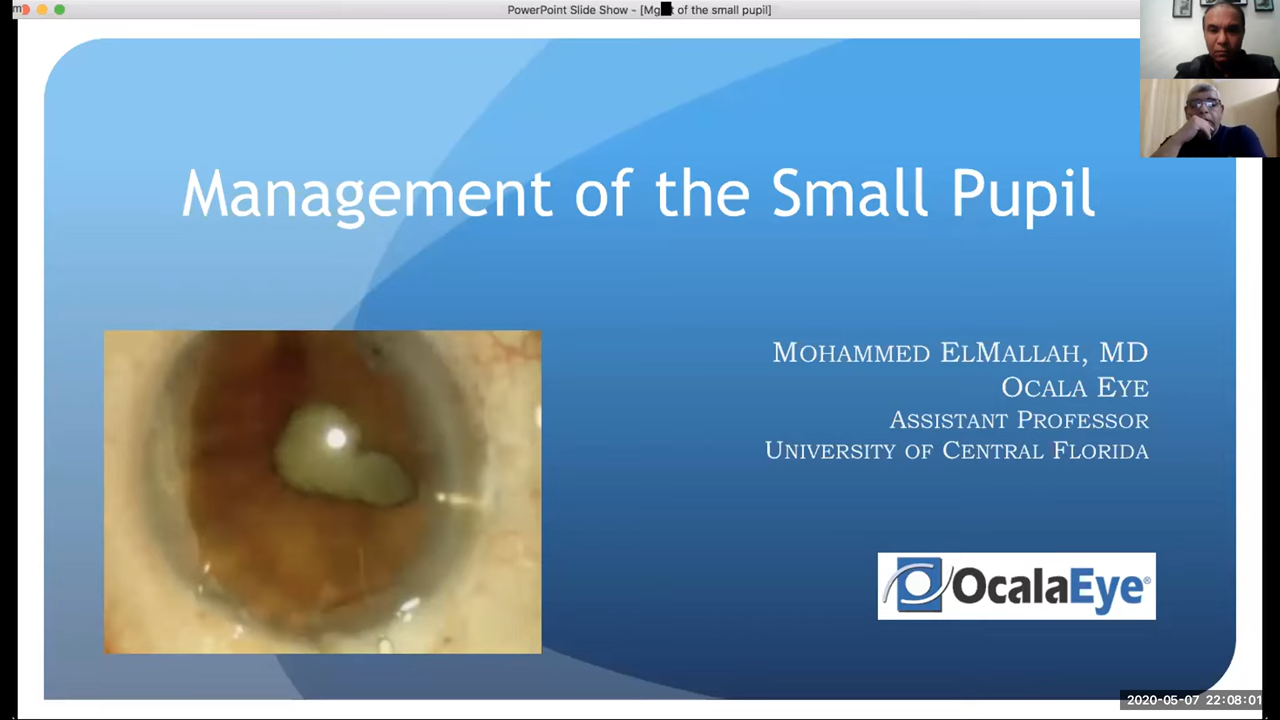 PowerPoint Slide Show - [Mg of the small pupil]
Management of the Small Pupil
MOHAMMED ELMALLAH, MD
OCALA EYE
ASSISTANT PROFESSOR
UNIVERSITY OF CENTRAL FLORIDA
OcalaEye®
2020-05-07 22:08:01